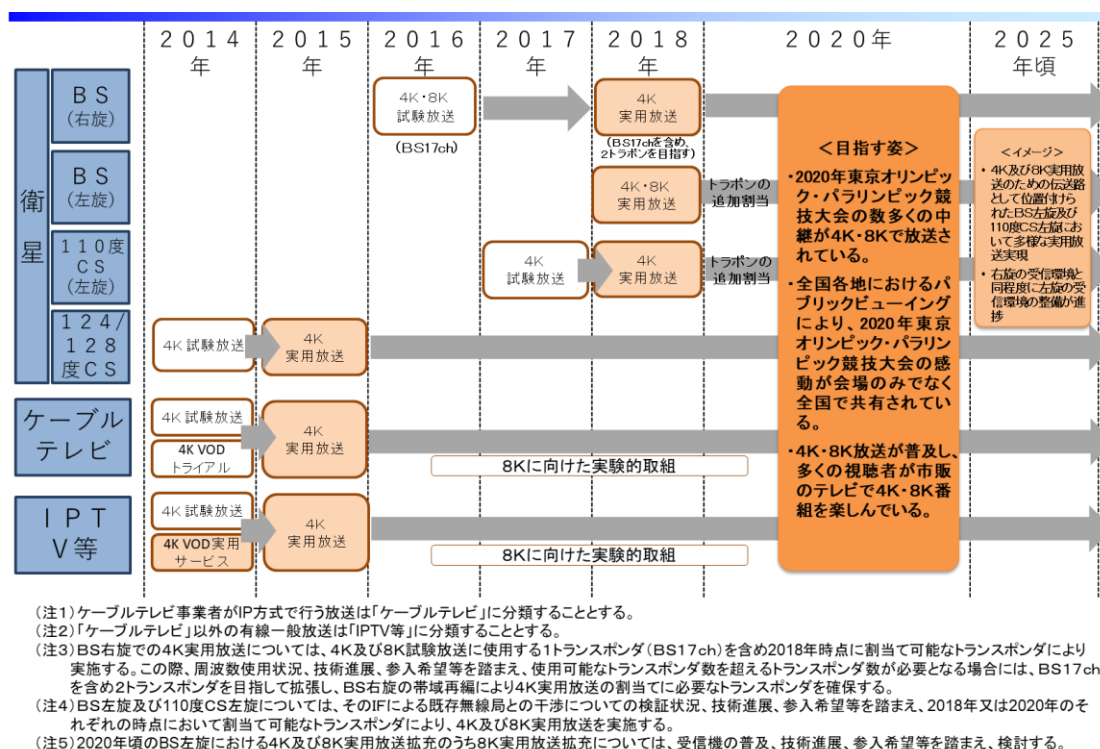 2014年
2015年
2016年
2017年
2018年
2020年
2025年頃
衛星
BS
(右旋)
4K・8K
試験放送
(BS17ch)
4K
実用放送
(BS17chを含め、
2トラポンを目指す)
BS
(左旋)
4K・8K
実用放送
トラポンの
追加割当
110度
CS
(左旋)
4K
試験放送
4K
実用放送
トラポンの
追加割当
124/
128
度CS
4K試験放送
4K
実用放送
ケーブル
テレビ
4K試験放送
4K VOD
トライアル
4K
実用放送
8Kに向けた実験的取組
IPT
V等
4K試験放送
4K VOD実用
サービス
4K
実用放送
8Kに向けた実験的取組
<目指す姿>
・2020年東京オリンピッ
ク・パラリンピック競
技大会の数多くの中
継が4K・8Kで放送さ
れている。
・全国各地におけるパ
ブリックビューイング
により、2020年東京
オリンピック・パラリン
ピック競技大会の感
動が会場のみでなく
全国で共有されてい
る。
・4K・8K放送が普及し、
多くの視聴者が市販
のテレビで4K・8K番
組を楽しんでいる。
<イメージ>
• 4K及び8K実用放
送のための伝送路
として位置付けら
れたBS左旋及び
110度CS左旋にお
いて多様な実用放
送実現
• 右旋の受信環境と
同程度に左旋の受
信環境の整備が進
捗
(注1)ケーブルテレビ事業者がIP方式で行う放送は「ケーブルテレビ」に分類することとする。
(注2)「ケーブルテレビ」以外の有線一般放送は「IPTV等」に分類することとする。
(注3)BS右旋での4K実用放送については、4K及び8K試験放送に使用する1トランスポンダ(BS17ch)を含め2018年時点に割当て可能なトランスポンダにより
実施する。この際、周波数使用状況、技術進展、参入希望等を踏まえ、使用可能なトランスポンダ数を超えるトランスポンダ数が必要となる場合には、BS17ch
を含め2トランスポンダを目指して拡張し、BS右旋の帯域再編により4K実用放送の割当てに必要なトランスポンダを確保する。
(注4)BS左旋及び110度CS左旋については、そのIFによる既存無線局との干渉についての検証状況、技術進展、参入希望等を踏まえ、2018年又は2020年のそ
れぞれの時点において割当て可能なトランスポンダにより、4K及び8K実用放送を実施する。
(注5)2020年頃のBS左旋における4K及び8K実用放送拡充のうち8K実用放送拡充については、受信機の普及、技術進展、参入希望等を踏まえ、検討する。